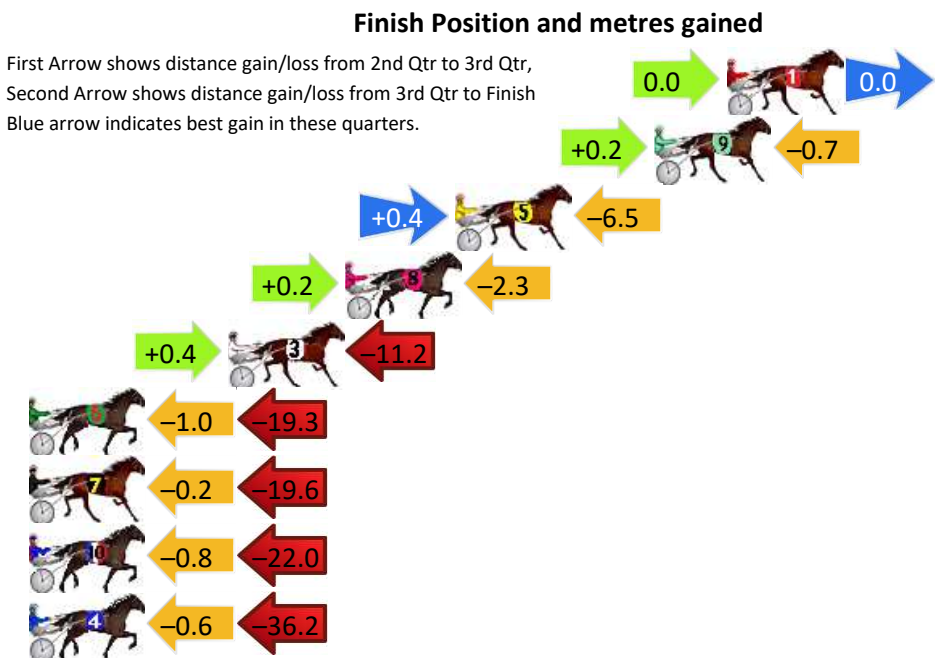 Finish Position and metres gained
First Arrow shows distance gain/loss from 2nd Qtr to 3rd Qtr,
Second Arrow shows distance gain/loss from 3rd Qtr to Finish
Blue arrow indicates best gain in these quarters.
0.0 1 0.0
+0.2 9 –0.7
+0.4 5 –6.5
+0.2 8 –2.3
+0.4 3 –11.2
–1.0 –19.3
7 –0.2 –19.6
10 –0.8 –22.0
4 –0.6 –36.2